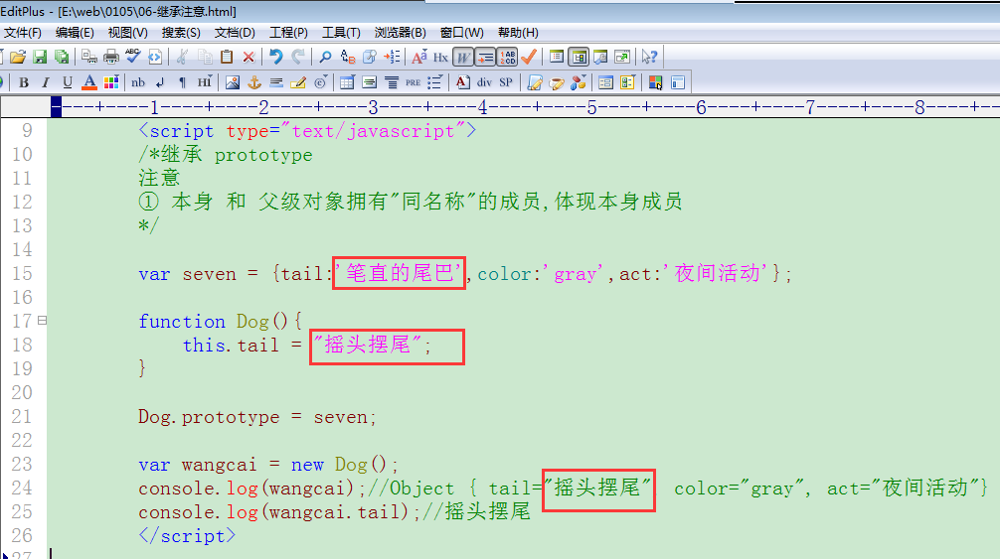 EditPlus - [E:\web\0105\06-继承注意.html]
文件(F) 编辑(E) 视图(V) 搜索(S) 文档(D) 工程(P) 工具(T) 浏览器(B) 窗口(W) 帮助(H)
Hx W
B I U A nb ¶ HI PRE A div SP
----+----1----+----2----+----3----+----4----+----5----+----6----+----7----+----8----+--
9 <script type="text/javascript">
10 /*继承 prototype
11 注意
12 ① 本身 和 父级对象拥有"同名称"的成员,体现本身成员
13 */
14
15 var seven = {tail:'笔直的尾巴',color:'gray',act:'夜间活动'};
16
17 function Dog(){
18 this.tail = "摇头摆尾";
19 }
20
21 Dog.prototype = seven;
22
23 var wangcai = new Dog();
24 console.log(wangcai);//Object { tail="摇头摆尾", color="gray", act="夜间活动"}
25 console.log(wangcai.tail);//摇头摆尾
26 </script>
27